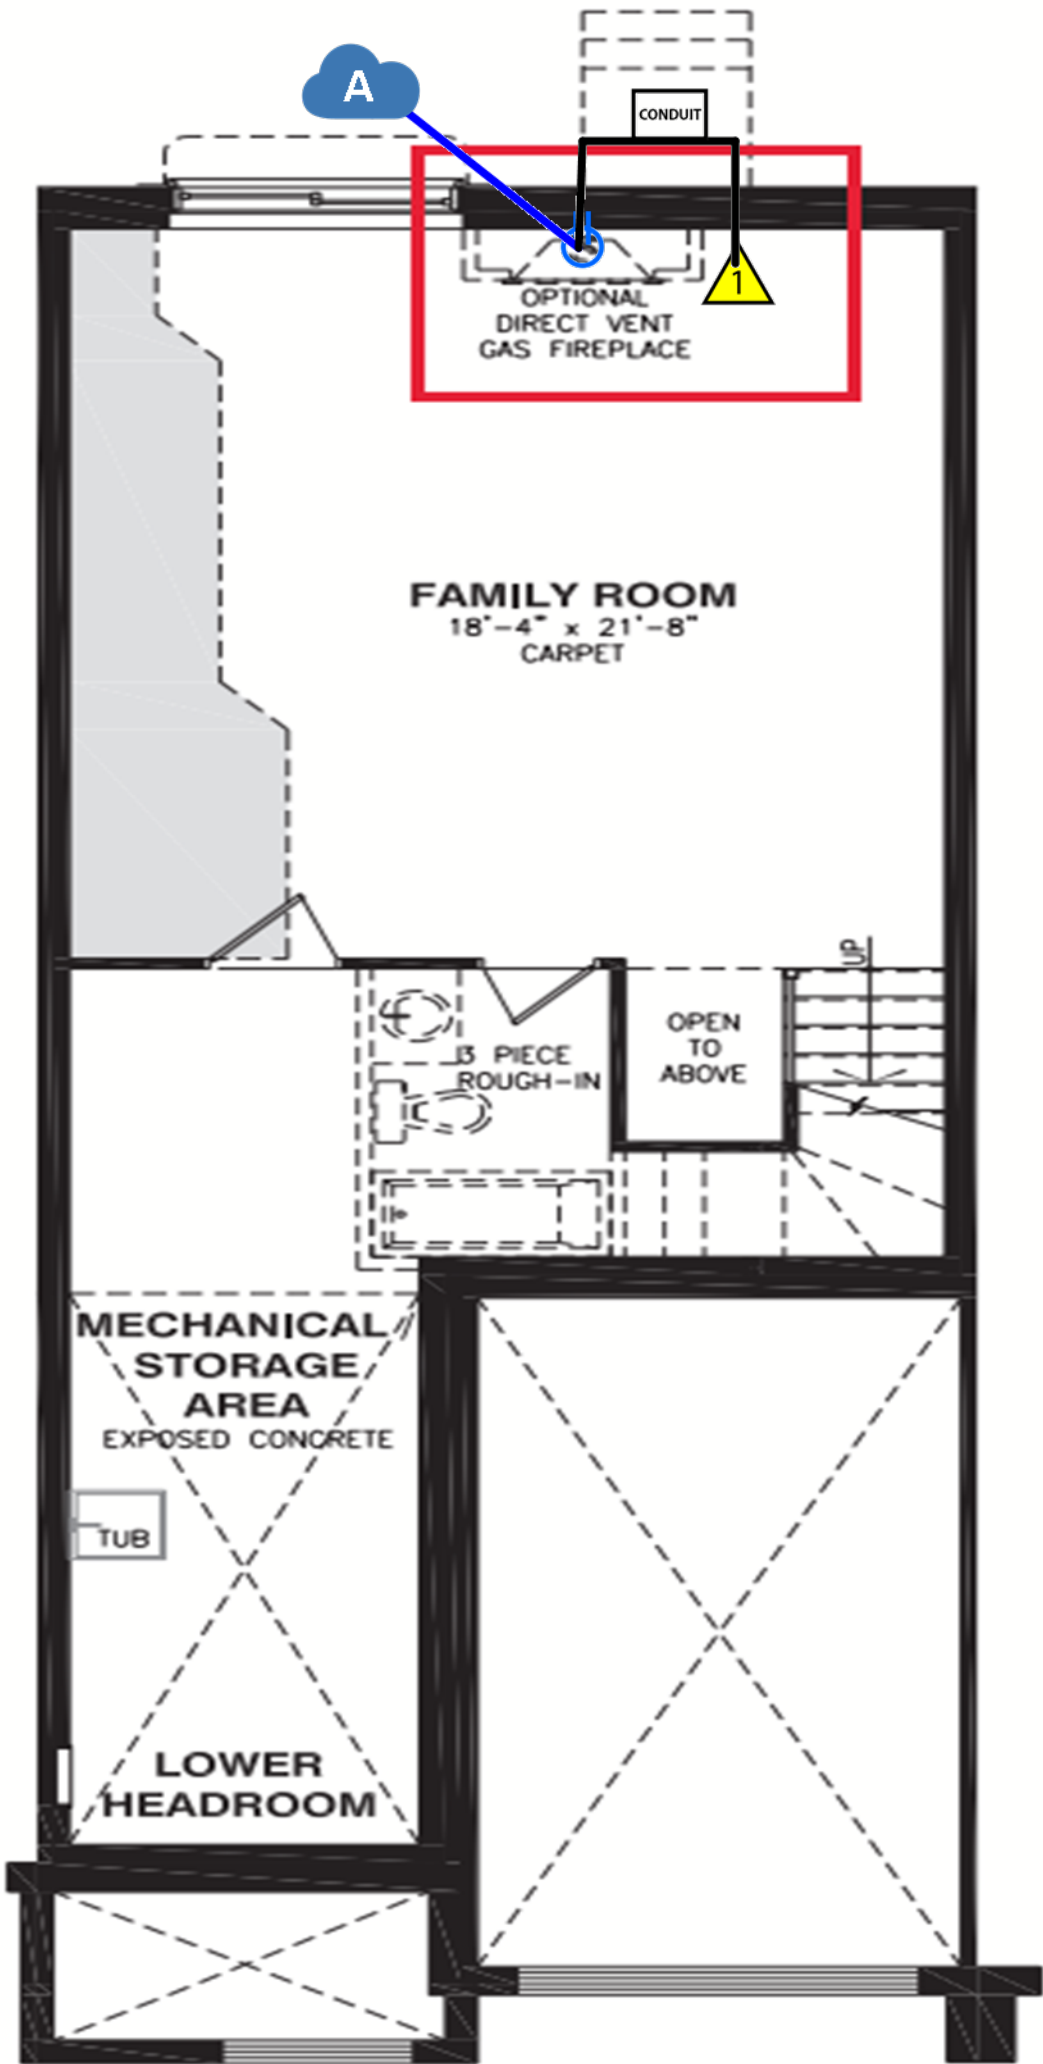 A
CONDUIT
1
OPTIONAL
DIRECT VENT
GAS FIREPLACE
FAMILY ROOM
18'-4" x 21'-8"
CARPET
UP
OPEN
TO
ABOVE
3 PIECE
ROUGH-IN
MECHANICAL
STORAGE
AREA
EXPOSED CONCRETE
TUB
LOWER
HEADROOM